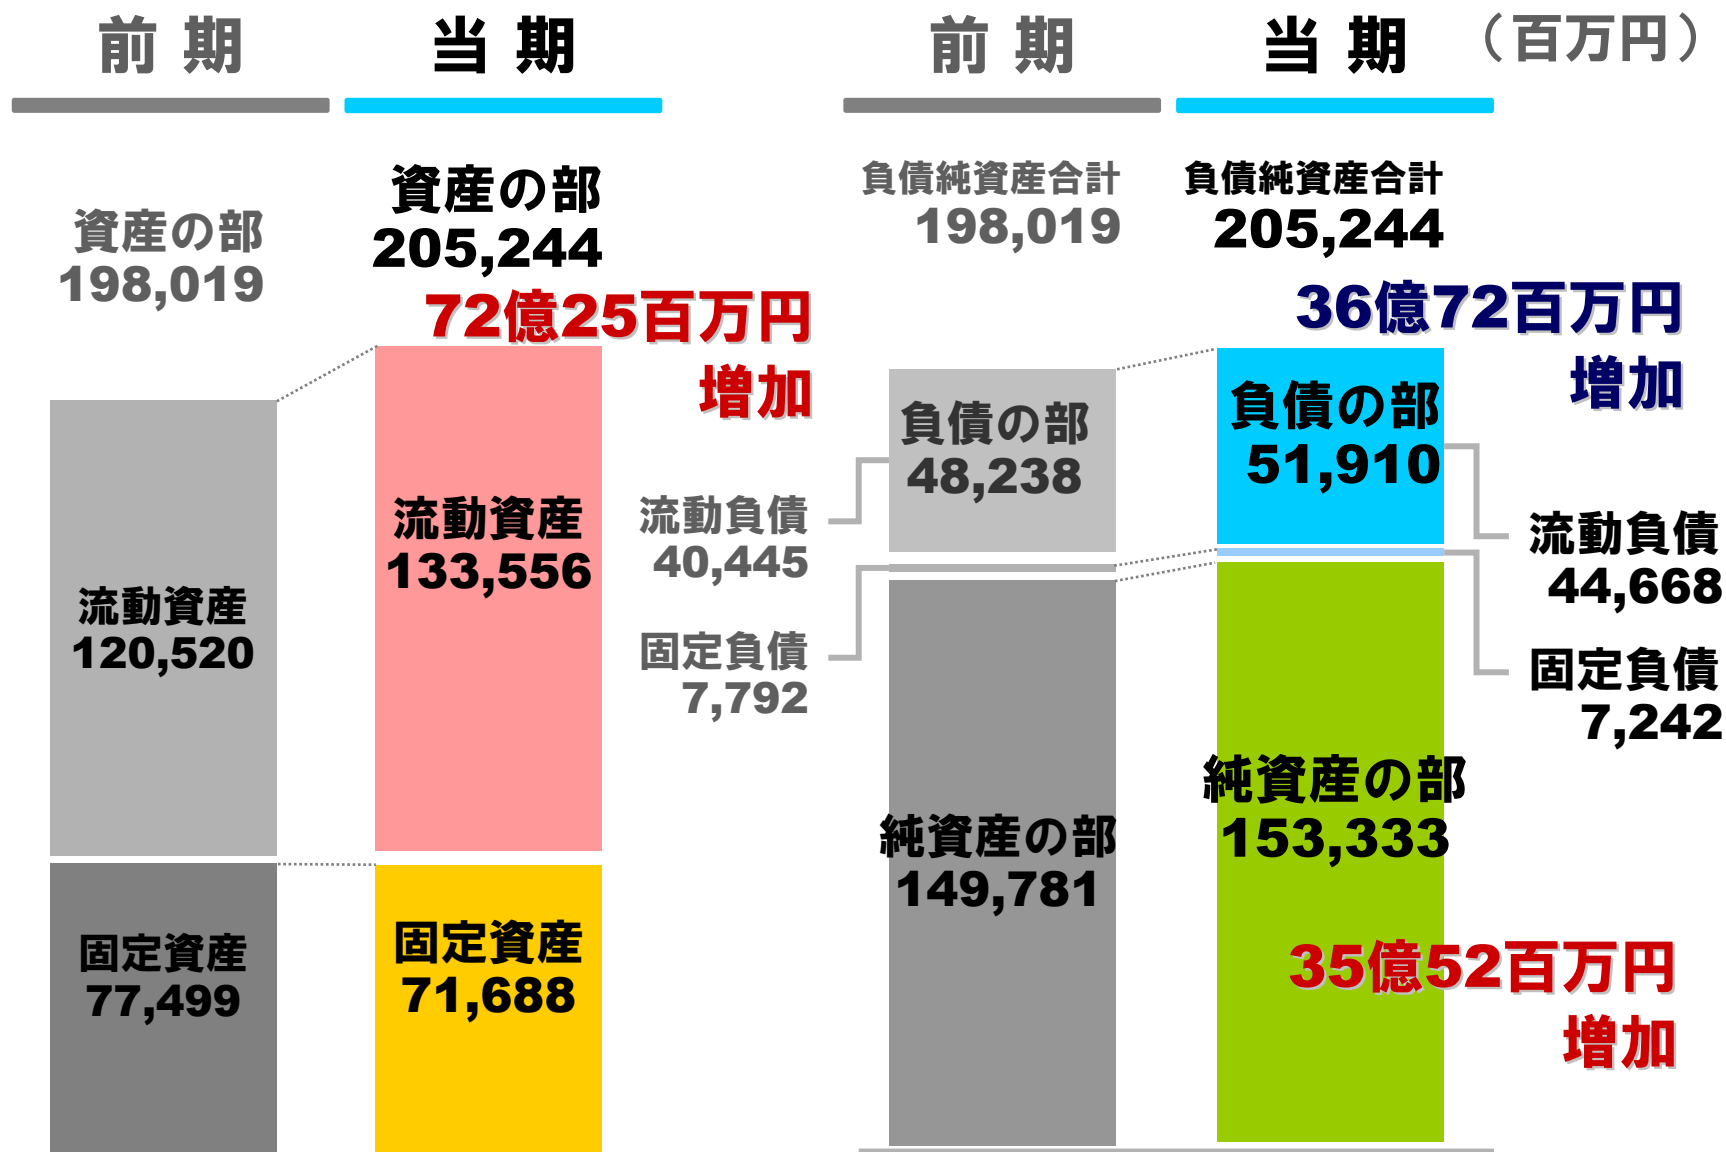 前期
当期
前期
当期
（百万円）
資産の部
198,019
資産の部
205,244
72億25百万円
増加
流動資産
120,520
流動資産
133,556
固定資産
77,499
固定資産
71,688
負債純資産合計
198,019
負債純資産合計
205,244
36億72百万円
増加
負債の部
48,238
負債の部
51,910
流動負債
40,445
固定負債
7,792
流動負債
44,668
固定負債
7,242
純資産の部
149,781
純資産の部
153,333
35億52百万円
増加